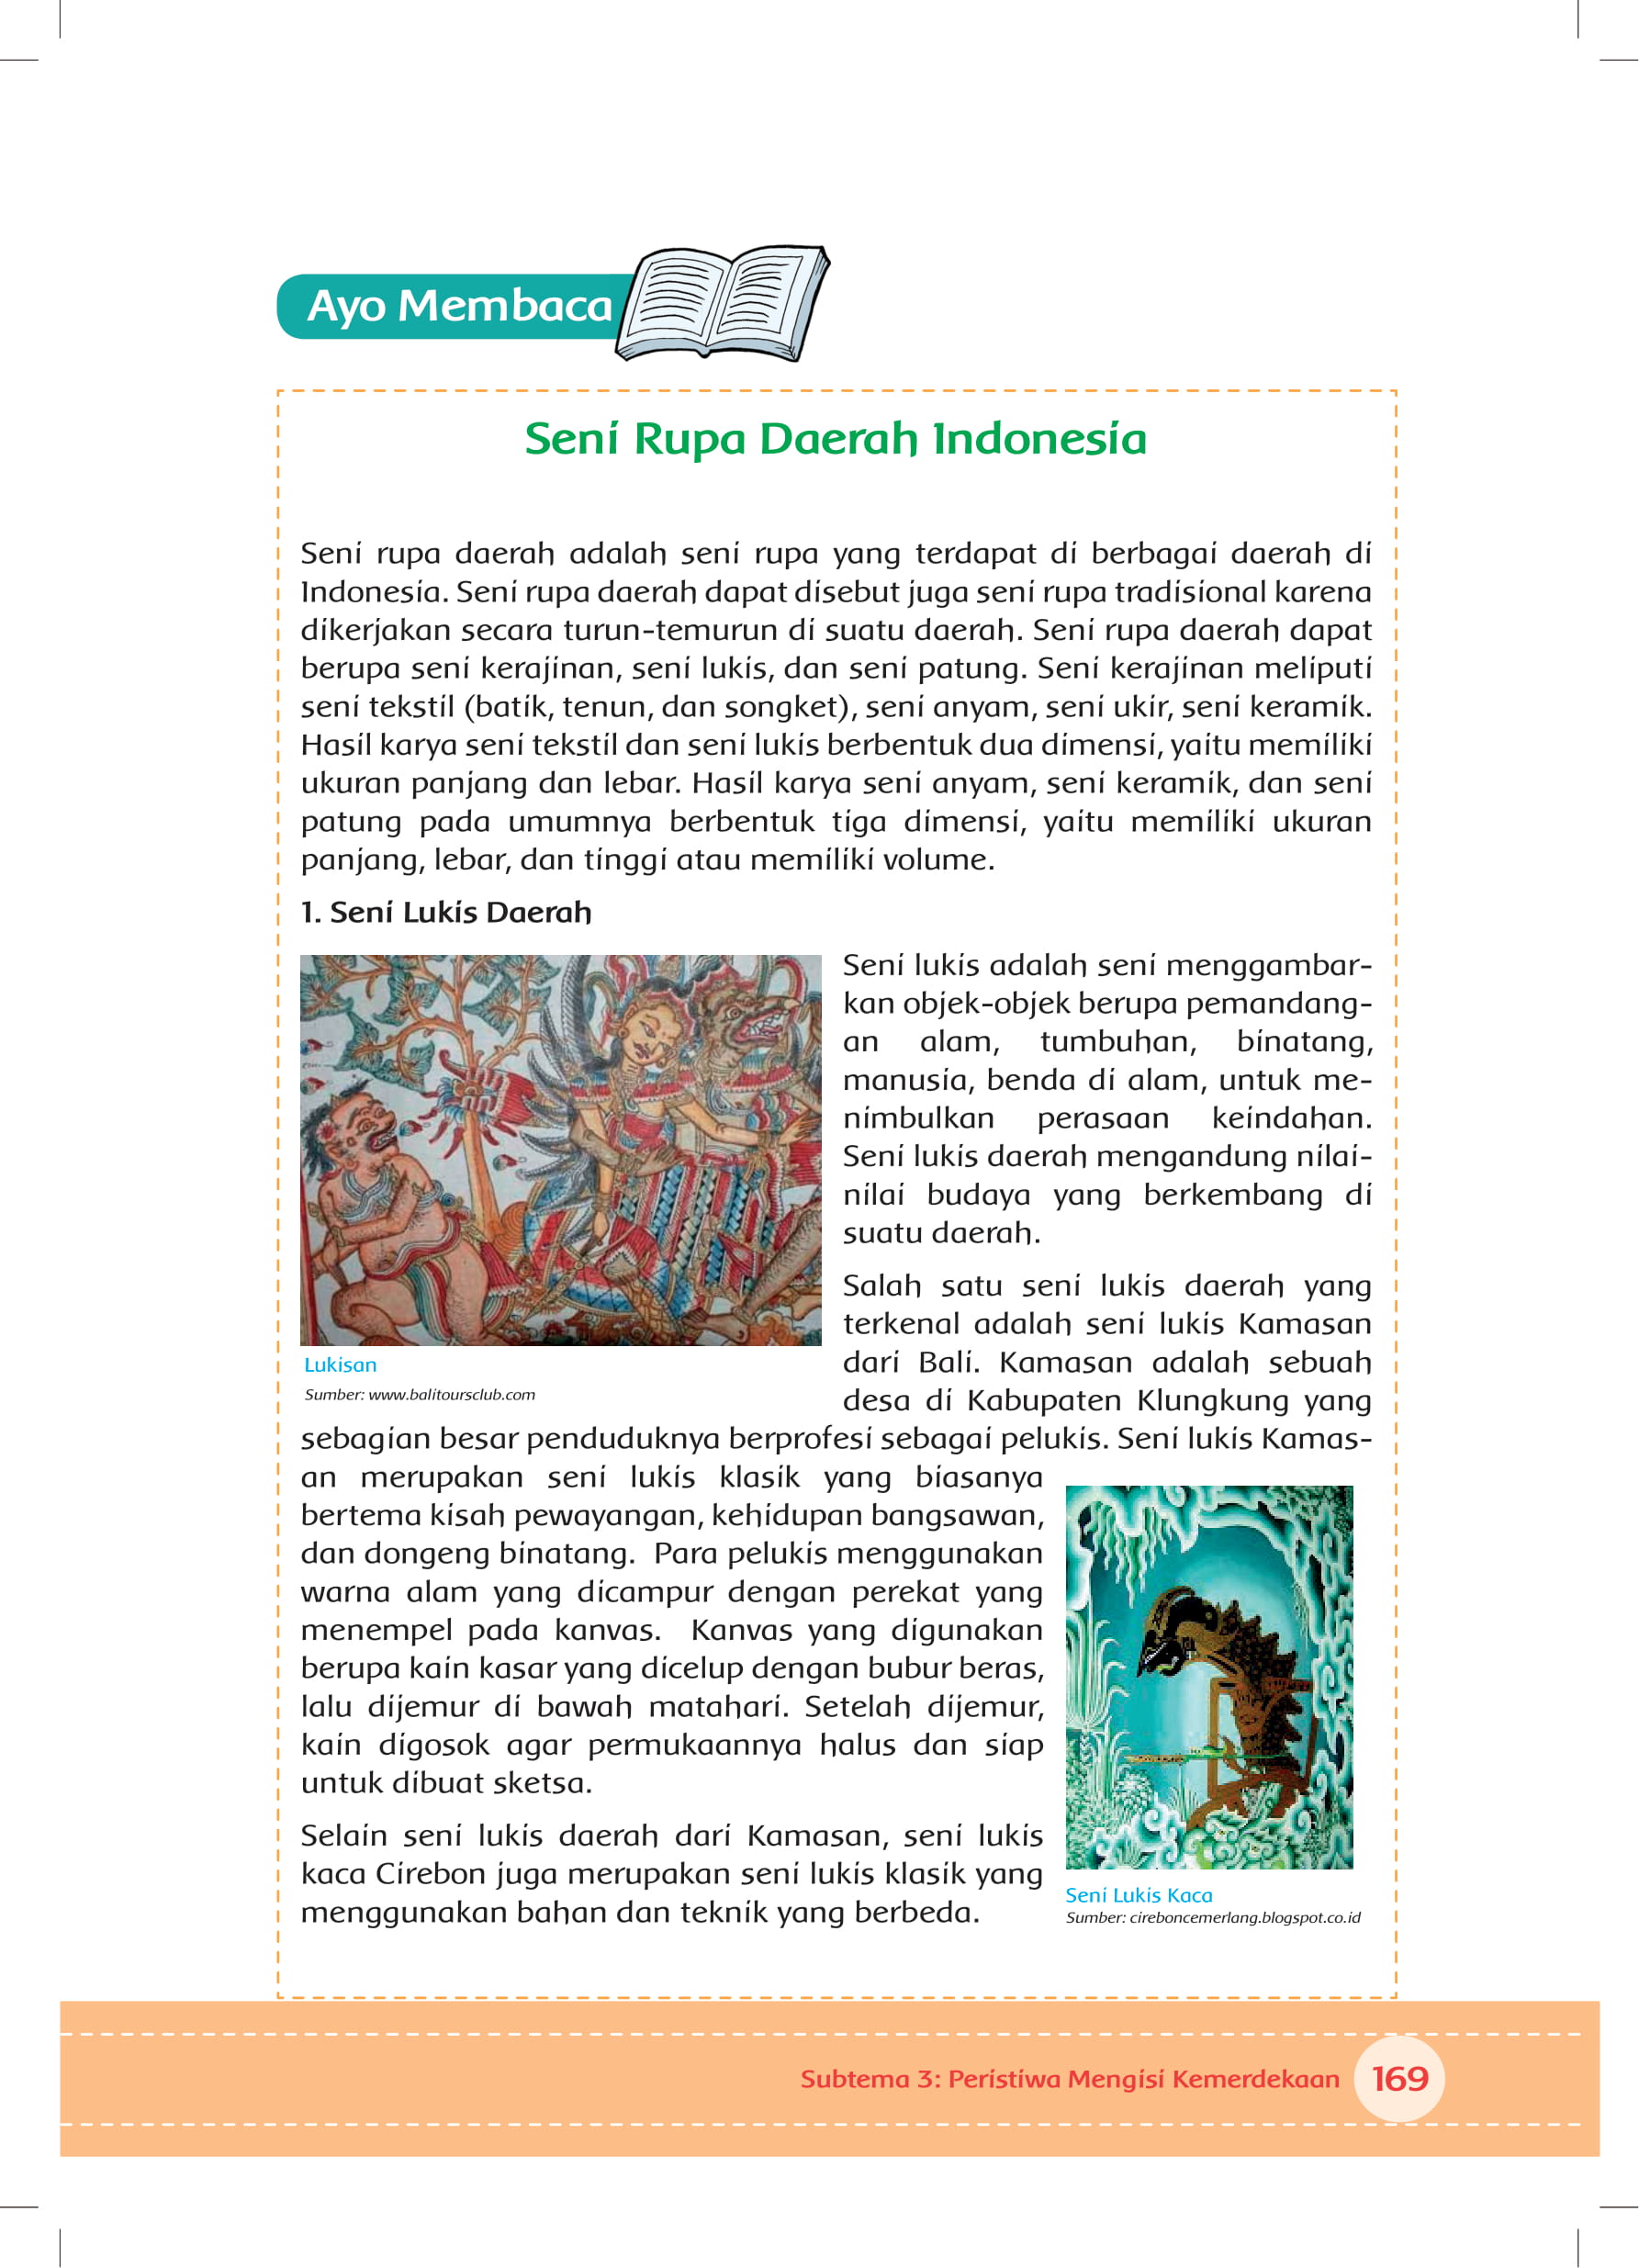 Ayo Membaca
Seni Rupa Daerah Indonesia
Seni rupa daerah adalah seni rupa yang terdapat di berbagai daerah di
Indonesia. Seni rupa daerah dapat disebut juga seni rupa tradisional karena
dikerjakan secara turun-temurun di suatu daerah. Seni rupa daerah dapat
berupa seni kerajinan, seni lukis, dan seni patung. Seni kerajinan meliputi
seni tekstil (batik, tenun, dan songket), seni anyam, seni ukir, seni keramik.
Hasil karya seni tekstil dan seni lukis berbentuk dua dimensi, yaitu memiliki
ukuran panjang dan lebar. Hasil karya seni anyam, seni keramik, dan seni
patung pada umumnya berbentuk tiga dimensi, yaitu memiliki ukuran
panjang, lebar, dan tinggi atau memiliki volume.
1. Seni Lukis Daerah
Seni lukis adalah seni menggambar-
kan objek-objek berupa pemandang-
an alam, tumbuhan, binatang,
manusia, benda di alam, untuk me-
nimbulkan perasaan keindahan.
Seni lukis daerah mengandung nilai-
nilai budaya yang berkembang di
suatu daerah.
Lukisan
Sumber: www.balitoursclub.com
Salah satu seni lukis daerah yang
terkenal adalah seni lukis Kamasan
dari Bali. Kamasan adalah sebuah
desa di Kabupaten Klungkung yang
sebagian besar penduduknya berprofesi sebagai pelukis. Seni lukis Kamas-
an merupakan seni lukis klasik yang biasanya
bertema kisah pewayangan, kehidupan bangsawan,
dan dongeng binatang. Para pelukis menggunakan
warna alam yang dicampur dengan perekat yang
menempel pada kanvas. Kanvas yang digunakan
berupa kain kasar yang dicelup dengan bubur beras,
lalu dijemur di bawah matahari. Setelah dijemur,
kain digosok agar permukaannya halus dan siap
untuk dibuat sketsa.
Selain seni lukis daerah dari Kamasan, seni lukis
kaca Cirebon juga merupakan seni lukis klasik yang
menggunakan bahan dan teknik yang berbeda.
Seni Lukis Kaca
Sumber: cireboncemerlang.blogspot.co.id
Subtema 3: Peristiwa Mengisi Kemerdekaan 169